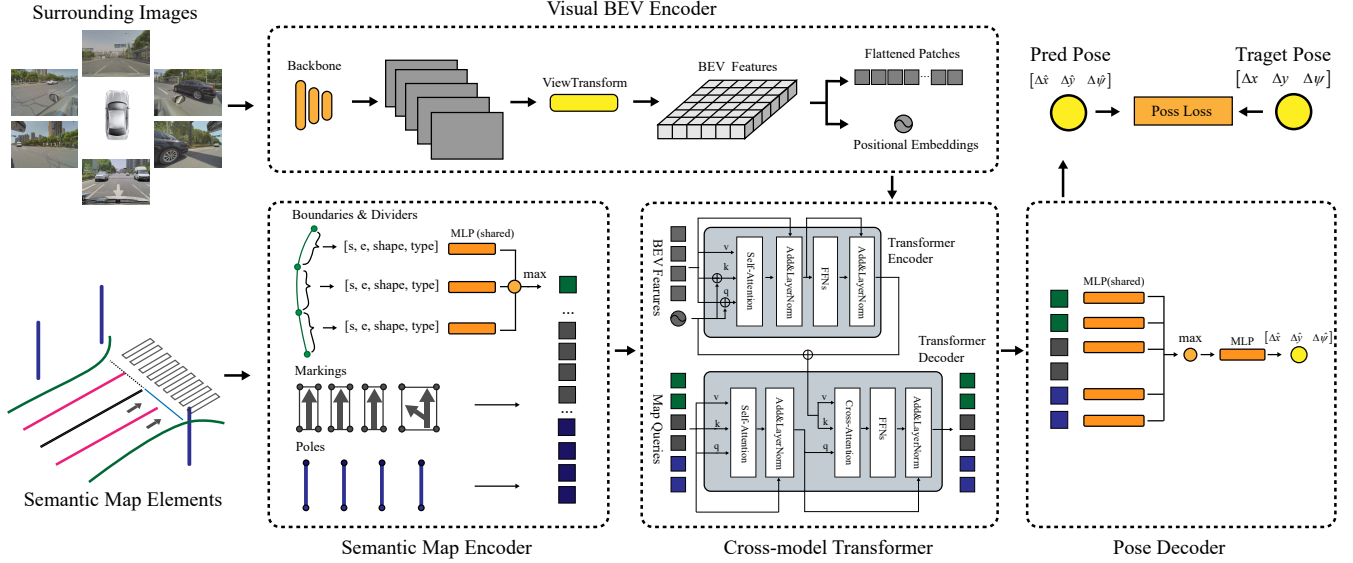 Surrounding Images
Visual BEV Encoder
Backbone
ViewTransform
BEV Features
Flattened Patches
Positional Embeddings
Pred Pose
[Δx̂ Δŷ Δψ̂]
Poss Loss
Traget Pose
[Δx Δy Δψ]
Semantic Map Elements
Boundaries & Dividers
MLP (shared)
[s, e, shape, type]
[s, e, shape, type]
[s, e, shape, type]
max
...
Markings
...
Poles
Semantic Map Encoder
BEV Features
v
k
q
Self-Attention
Add&LayerNorm
FFNs
Add&LayerNorm
Transformer
Encoder
Transformer
Decoder
Map Queries
v
k
q
Self-Attention
Add&LayerNorm
v
k
q
Cross-Attention
FFNs
Add&LayerNorm
Cross-model Transformer
MLP(shared)
max
MLP
[Δx̂ Δŷ Δψ̂]
Pose Decoder